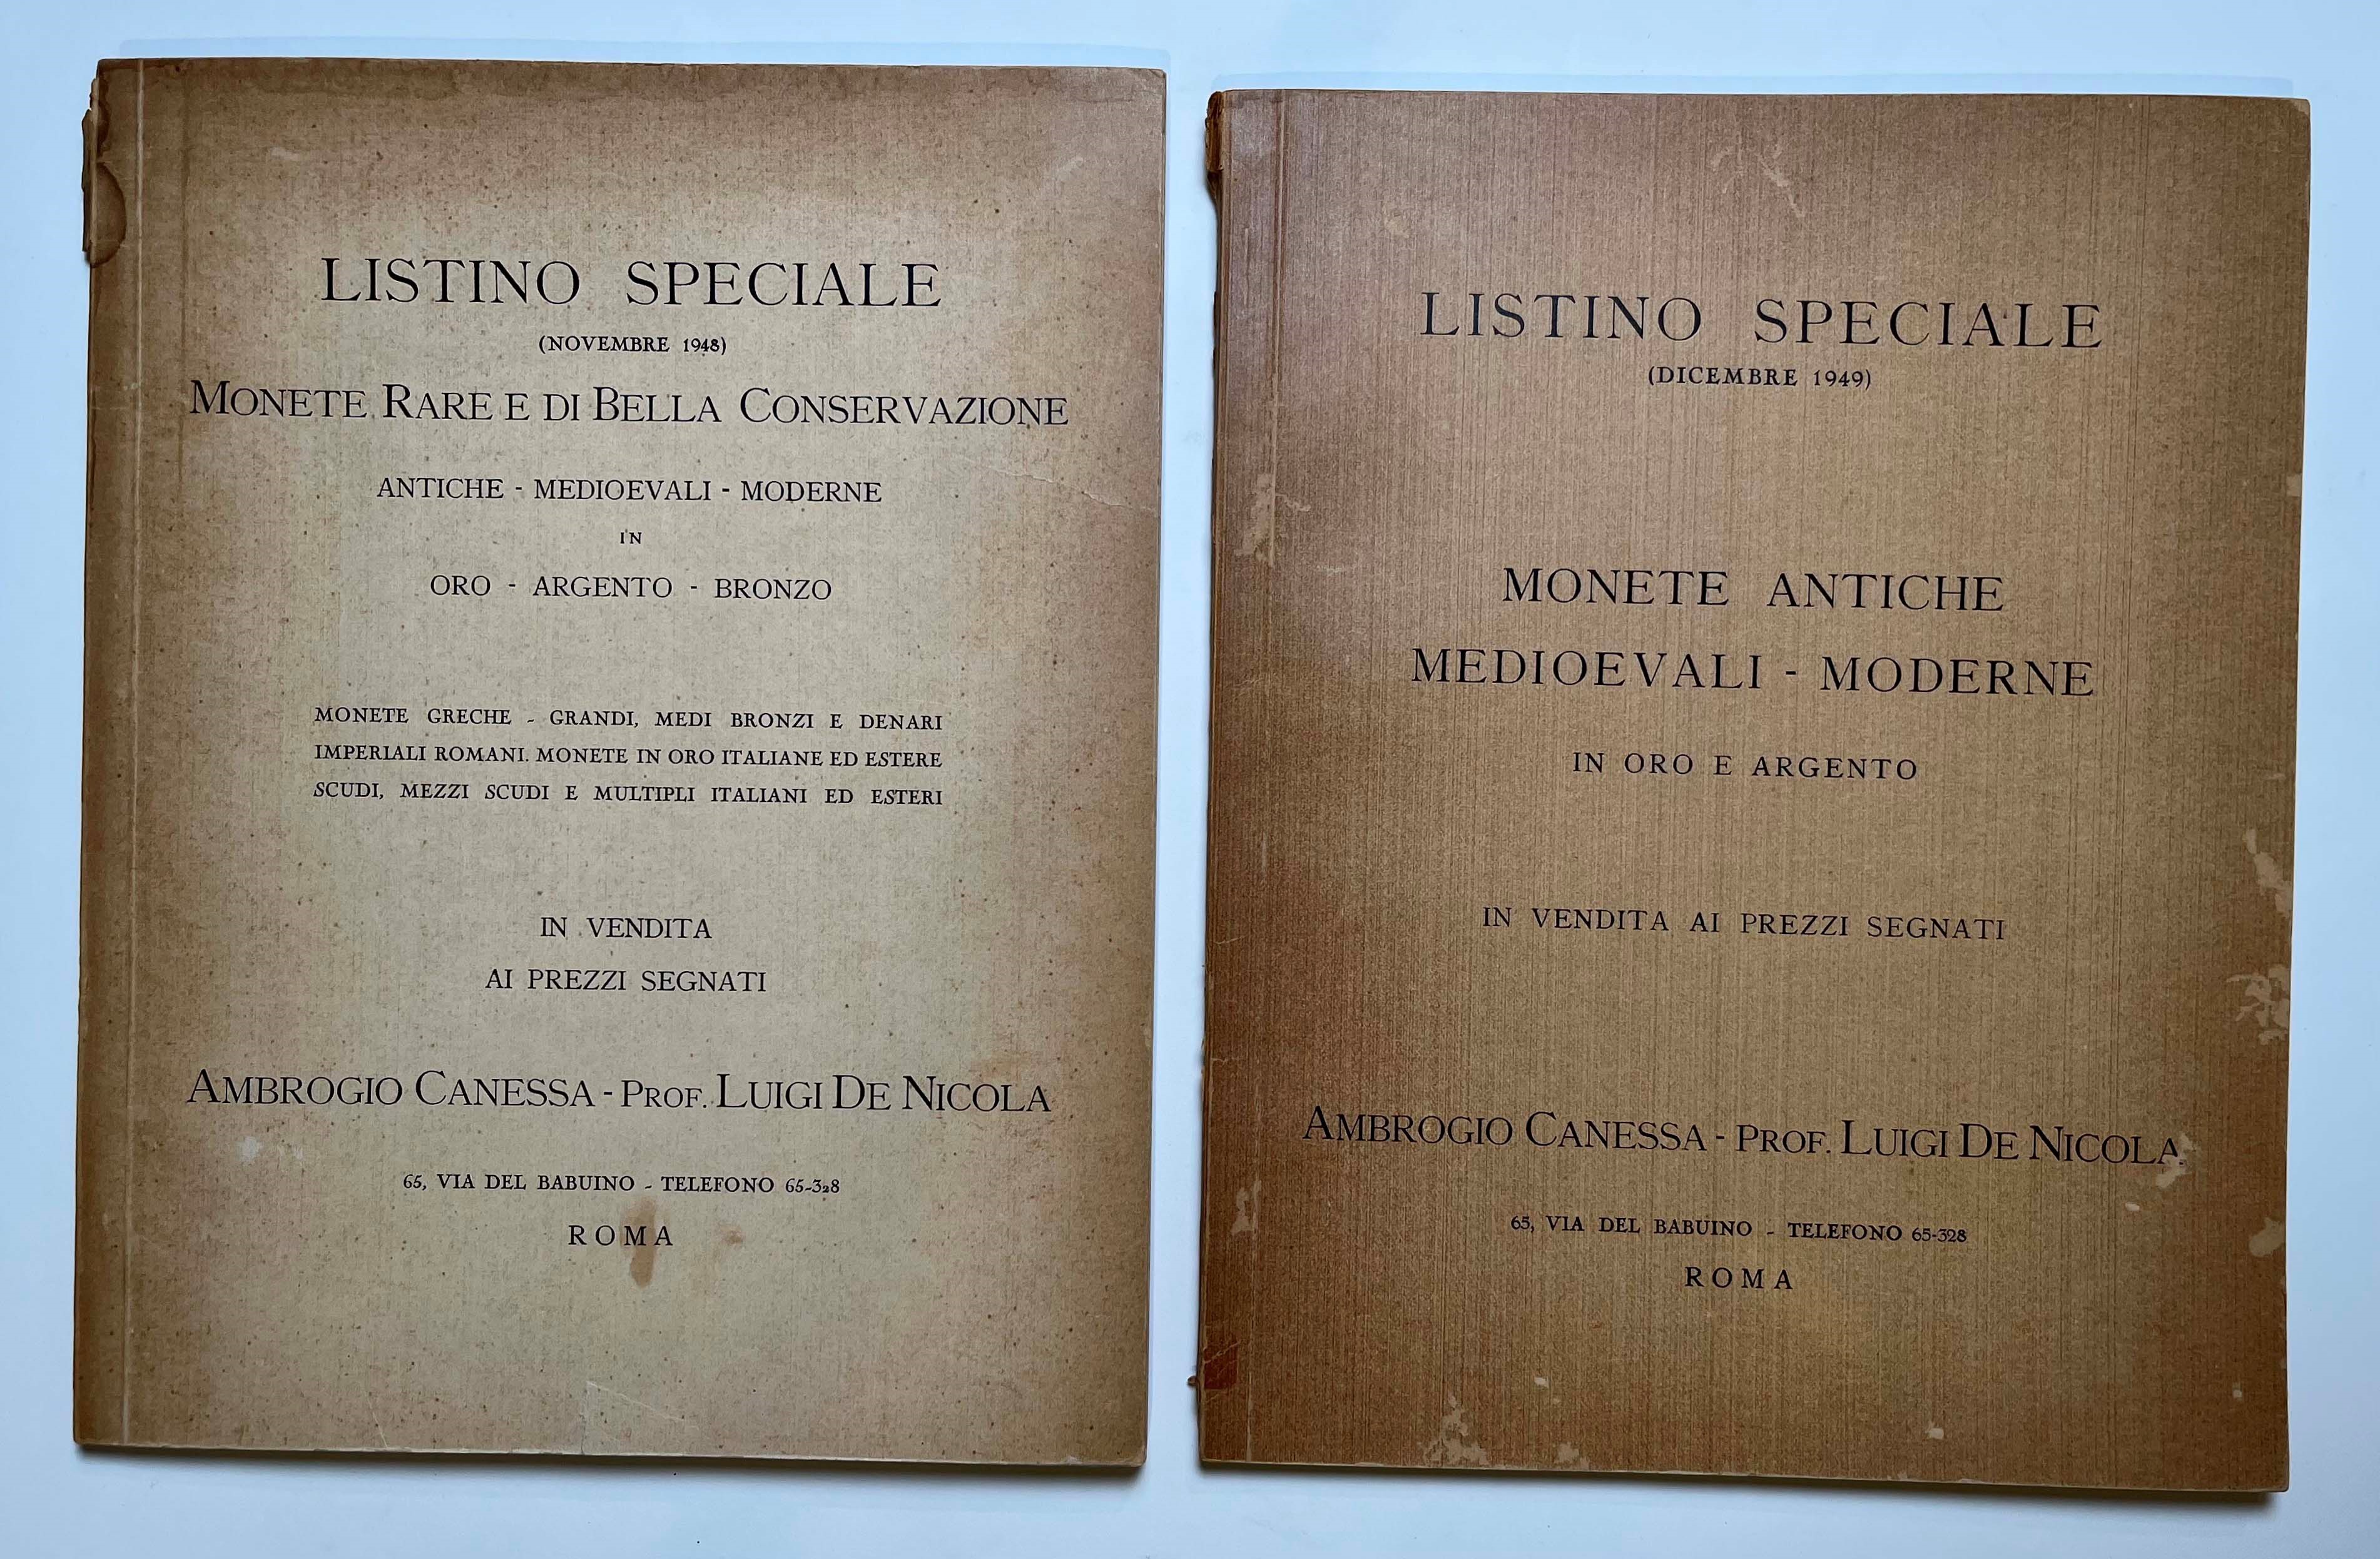 LISTINO SPECIALE
(NOVEMBRE 1948)
MONETE RARE E DI BELLA CONSERVAZIONE
ANTICHE - MEDIOEVALI - MODERNE
IN
ORO - ARGENTO - BRONZO
MONETE GRECHE - GRANDI, MEDI BRONZI E DENARI
IMPERIALI ROMANI. MONETE IN ORO ITALIANE ED ESTERE
SCUDI, MEZZI SCUDI E MULTIPLI ITALIANI ED ESTERI
IN VENDITA
AI PREZZI SEGNATI
AMBROGIO CANESSA - PROF. LUIGI DE NICOLA
65, VIA DEL BABUINO - TELEFONO 65-328
ROMA
LISTINO SPECIALE
(DICEMBRE 1949)
MONETE ANTICHE
MEDIOEVALI - MODERNE
IN ORO E ARGENTO
IN VENDITA AI PREZZI SEGNATI
AMBROGIO CANESSA - PROF. LUIGI DE NICOLA
65, VIA DEL BABUINO - TELEFONO 65-328
ROMA